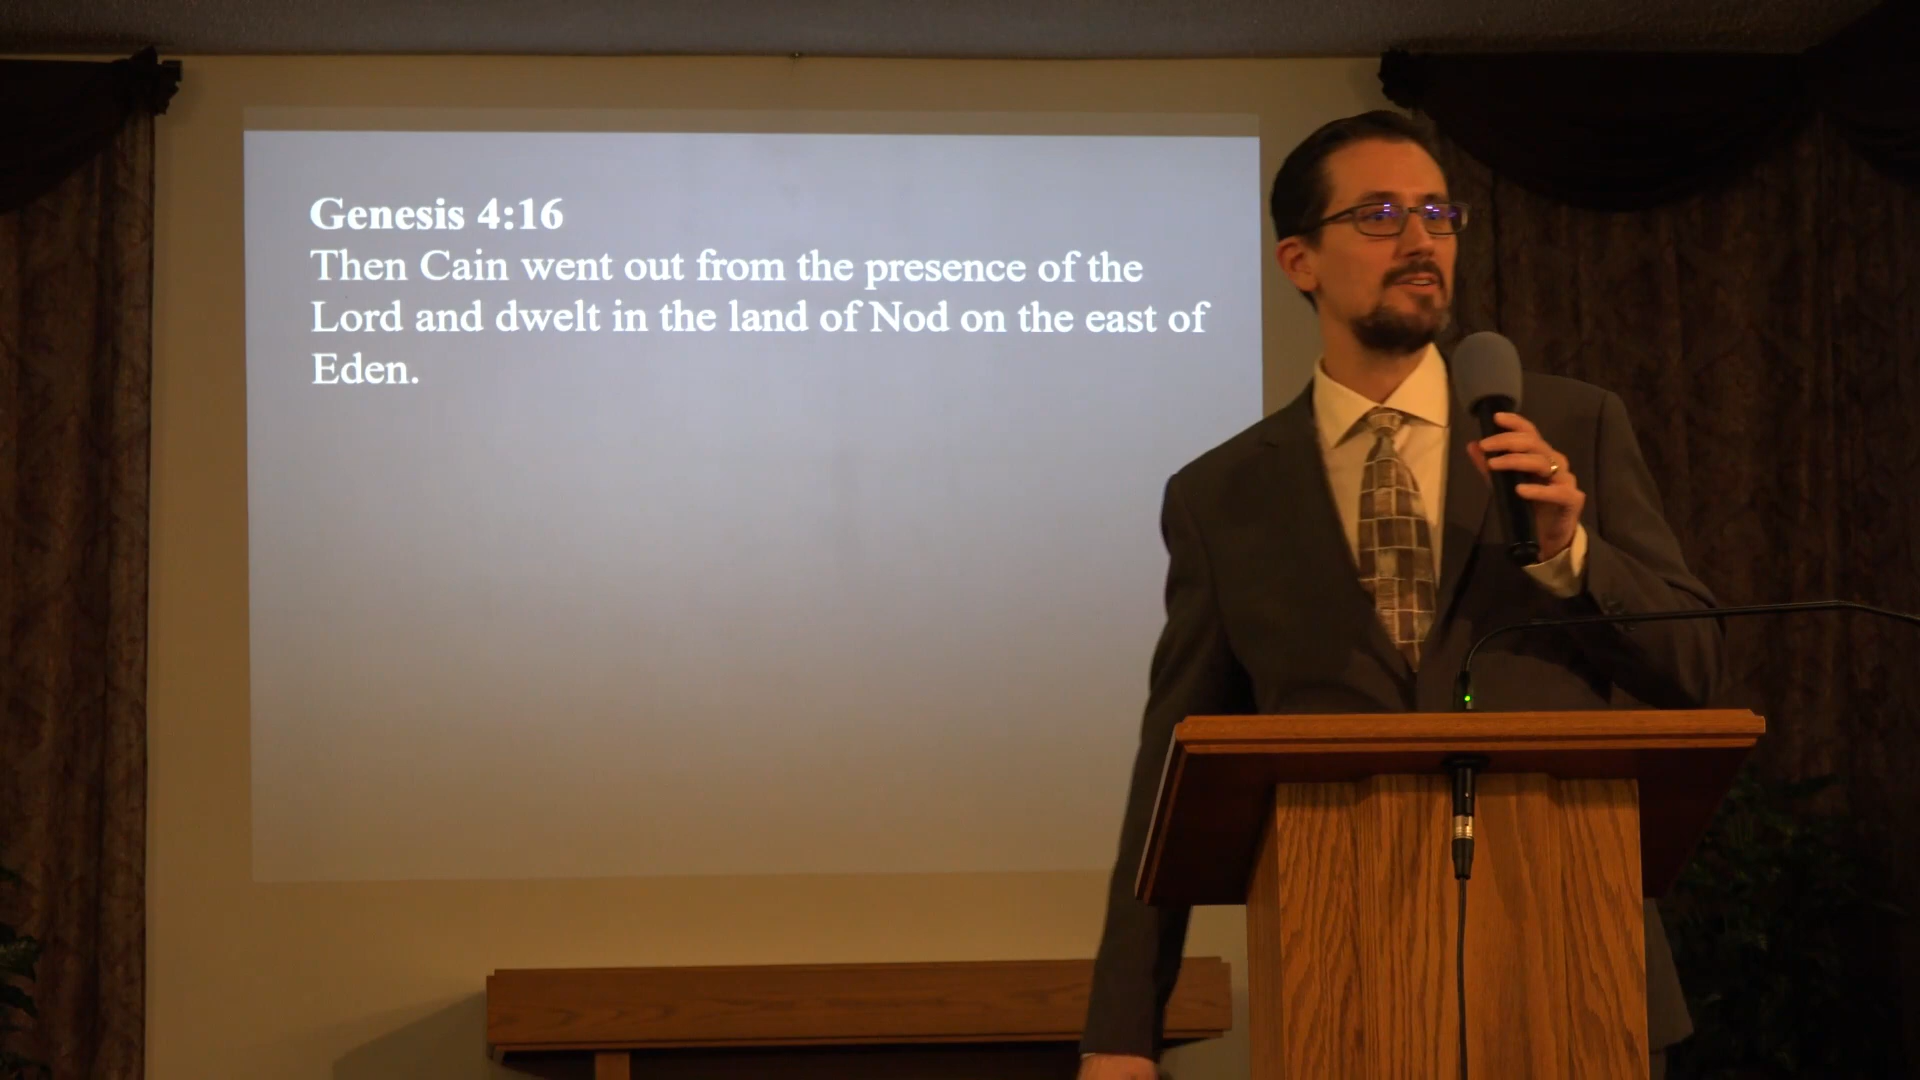 Genesis 4:16
Then Cain went out from the presence of the
Lord and dwelt in the land of Nod on the east of
Eden.